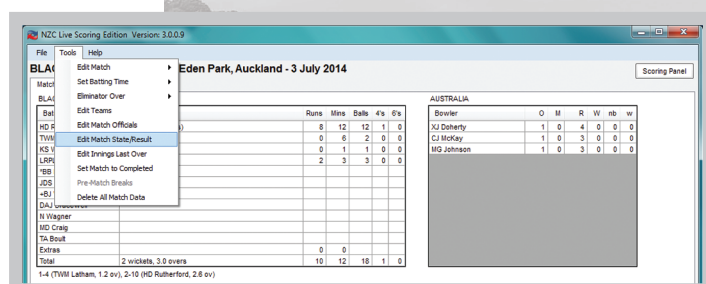 NZC Live Scoring Edition Version: 3.0.0.9
File Tools Help
BLA Eden Park, Auckland - 3 July 2014
Scoring Panel
Match
Edit Match
Set Batting Time
Eliminator Over
Edit Teams
Edit Match Officials
Edit Match State/Result
Edit Innings Last Over
Set Match to Completed
Pre-Match Breaks
Delete All Match Data
BLA
Bat Runs Mins Balls 4's 6's
HD R ) 8 12 12 1 0
TWM 0 6 2 0 0
KS W 0 1 1 0 0
LRPL 2 3 3 0 0
*BB
JDS
+BJ
DAJ
N Wagner
MD Craig
TA Boult
Extras 0 0
Total 2 wickets, 3.0 overs 10 12 18 1 0
1-4 (TWM Latham, 1.2 ov), 2-10 (HD Rutherford, 2.6 ov)
AUSTRALIA
Bowler O M R W nb w
XJ Doherty 1 0 4 0 0 0
CJ McKay 1 0 3 0 0 0
MG Johnson 1 0 3 0 0 0